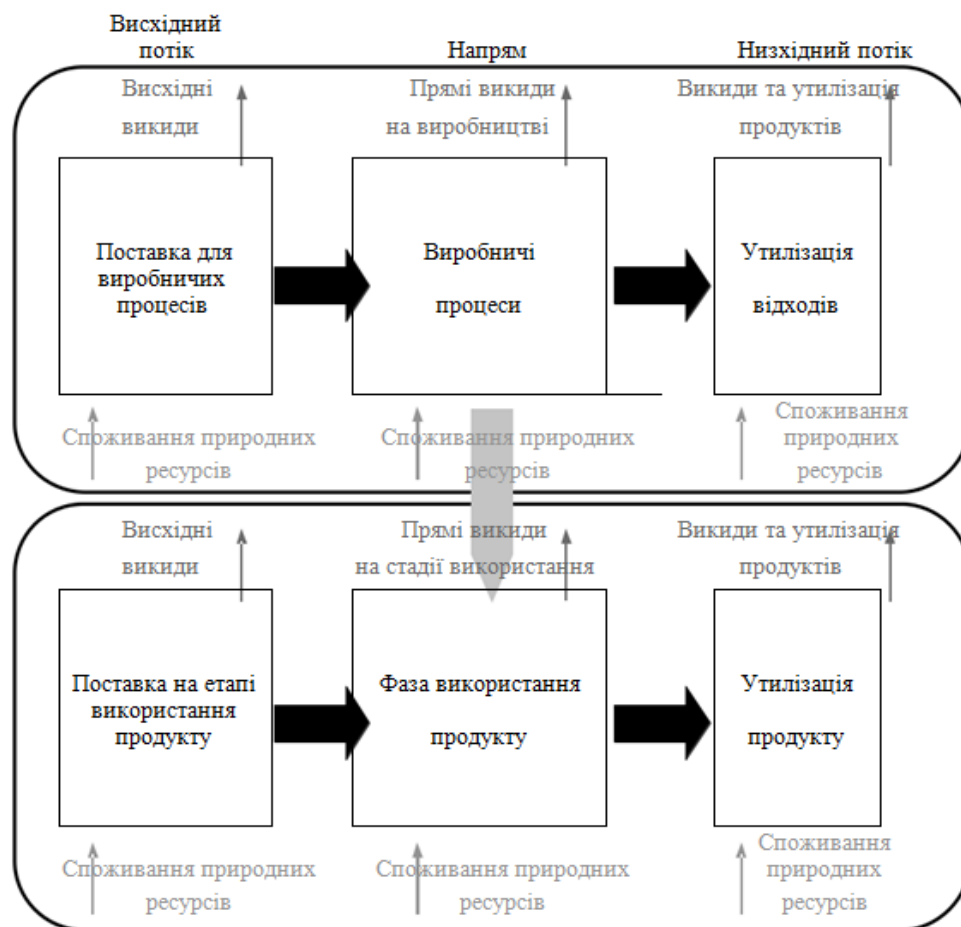 Висхідний
потік
Напрям
Низхідний потік
Висхідні
викиди
Прямі викиди
на виробництві
Викиди та утилізація
продуктів
Поставка для
виробничих
процесів
Виробничі
процеси
Утилізація
відходів
Споживання природних
ресурсів
Споживання природних
ресурсів
Споживання
природних
ресурсів
Висхідні
викиди
Прямі викиди
на стадії використання
Викиди та утилізація
продуктів
Поставка на етапі
використання
продукту
Фаза використання
продукту
Утилізація
продукту
Споживання природних
ресурсів
Споживання природних
ресурсів
Споживання
природних
ресурсів